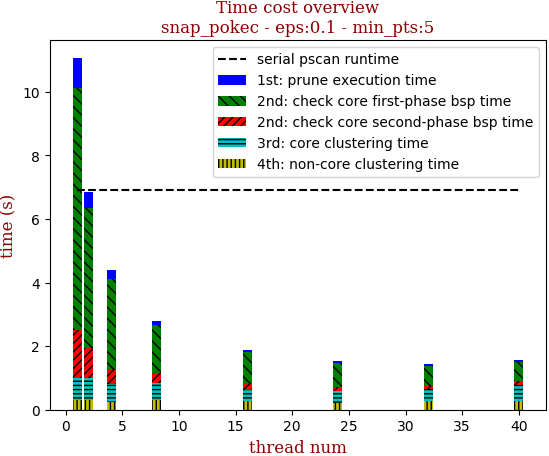 Time cost overview
snap_pokec - eps:0.1 - min_pts:5
serial pscan runtime
1st: prune execution time
2nd: check core first-phase bsp time
2nd: check core second-phase bsp time
3rd: core clustering time
4th: non-core clustering time
time (s)
10
8
6
4
2
0
0 5 10 15 20 25 30 35 40
thread num